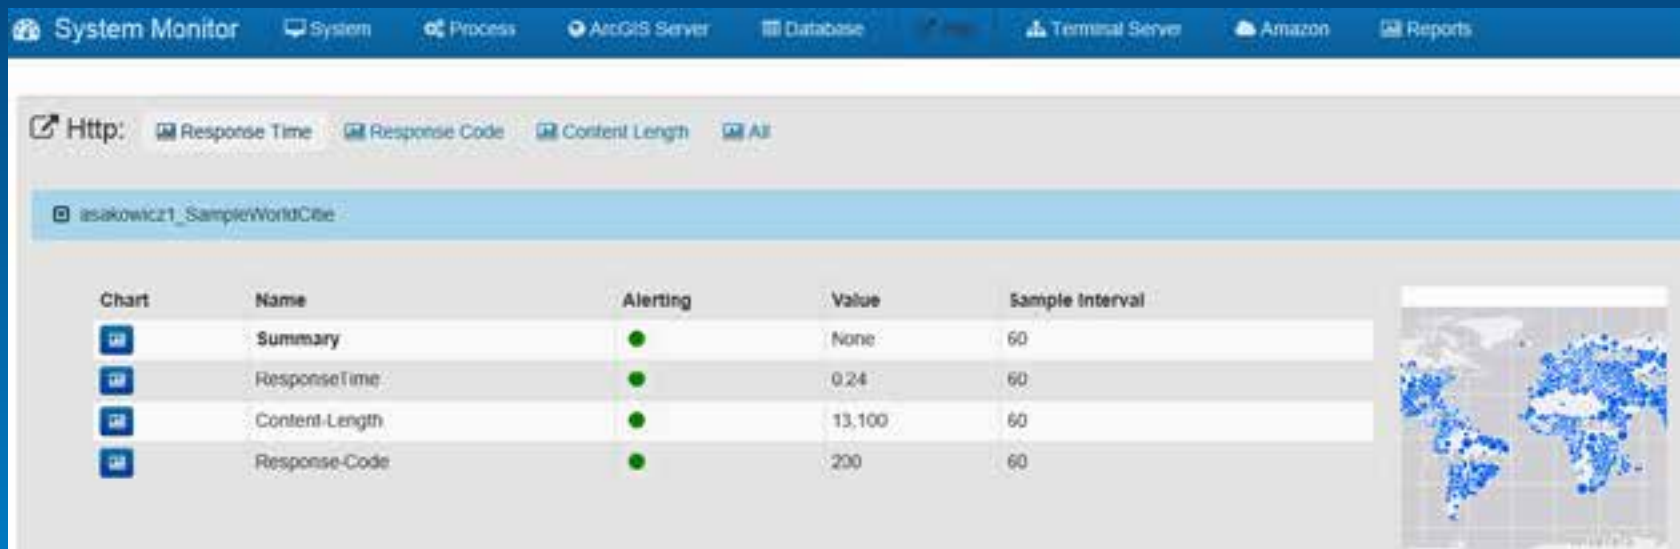 System Monitor System Process ArcGIS Server Database Terminal Server Amazon Reports
Http: Response Time Response Code Content Length All
asakowicz1_SampleWorldCitie
Chart Name Alerting Value Sample Interval
Summary None 60
ResponseTime 0.24 60
Content-Length 13,100 60
Response-Code 200 60